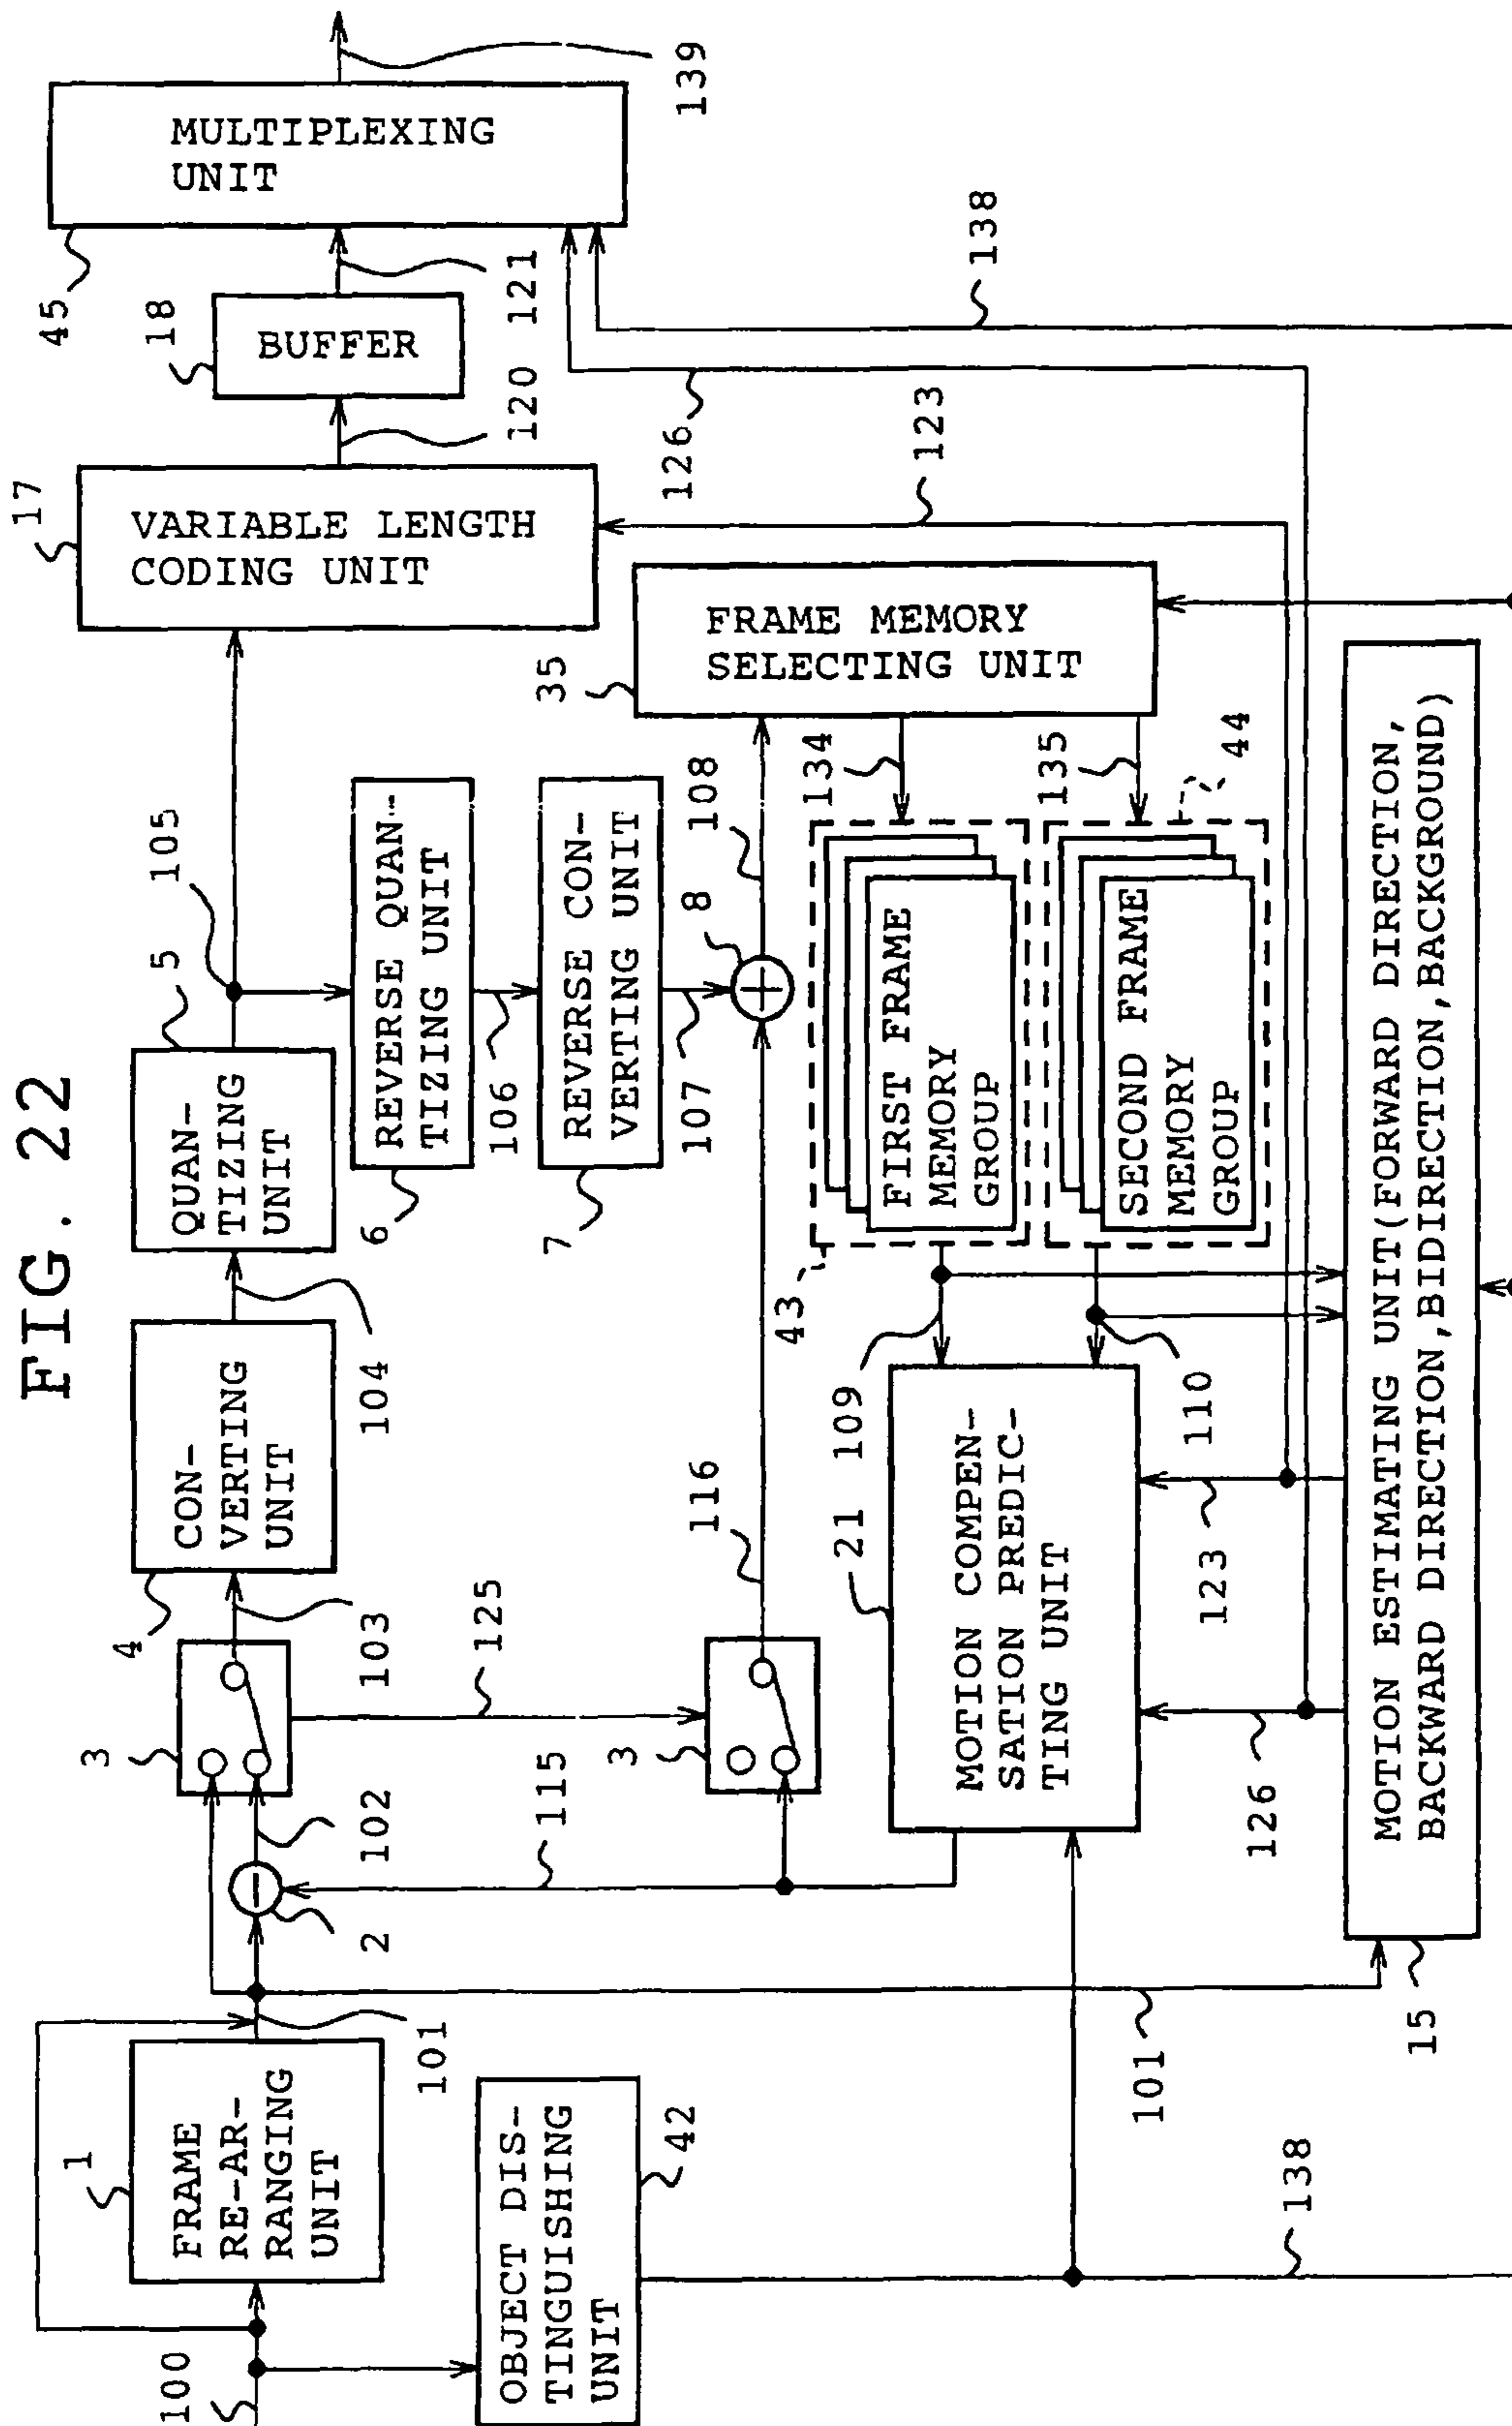 FIG. 22
100
1
FRAME
RE-AR-
RANGING
UNIT
101
2
102
3
103
4
CON-
VERTING
UNIT
104
5
QUAN-
TIZING
UNIT
105
17
VARIABLE LENGTH
CODING UNIT
120
18
BUFFER
121
45
MULTIPLEXING
UNIT
139
OBJECT DIS-
TINGUISHING
UNIT
42
115
125
6
REVERSE QUAN-
TIZING UNIT
106
7
REVERSE CON-
VERTING UNIT
107
3
116
8
108
35
FRAME MEMORY
SELECTING UNIT
126
123
138
21
MOTION COMPEN-
SATION PREDIC-
TING UNIT
109
110
43
FIRST FRAME
MEMORY
GROUP
134
SECOND FRAME
MEMORY
GROUP
135
44
101
126
123
138
15
MOTION ESTIMATING UNIT(FORWARD DIRECTION,
BACKWARD DIRECTION,BIDIRECTION,BACKGROUND)